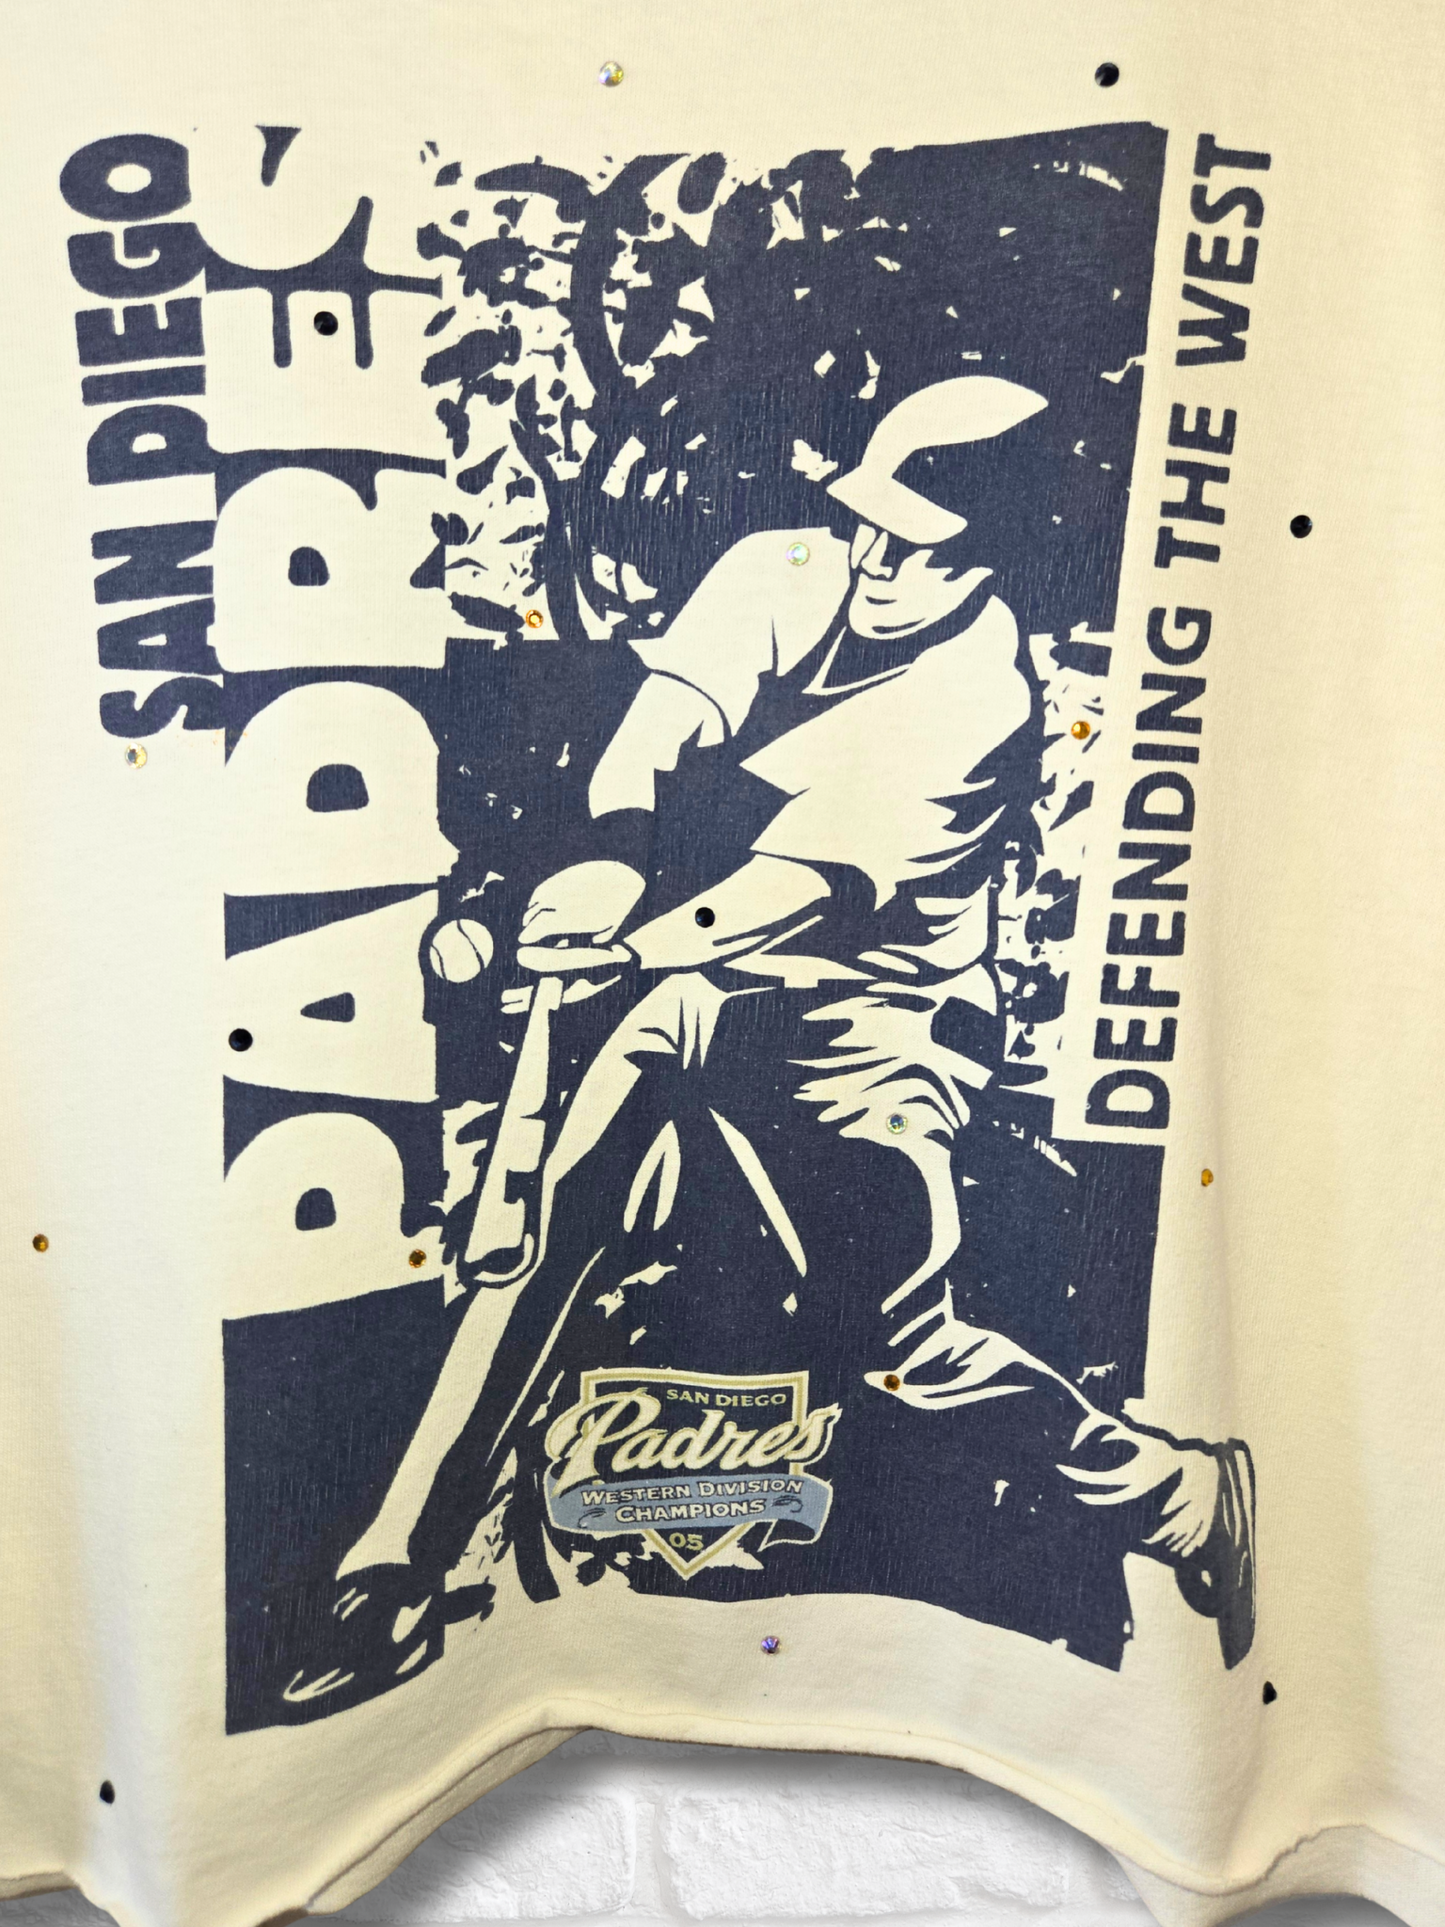 SAN DIEGO
PADRES
DEFENDING THE WEST
SAN DIEGO
Padres
WESTERN DIVISION
CHAMPIONS
05